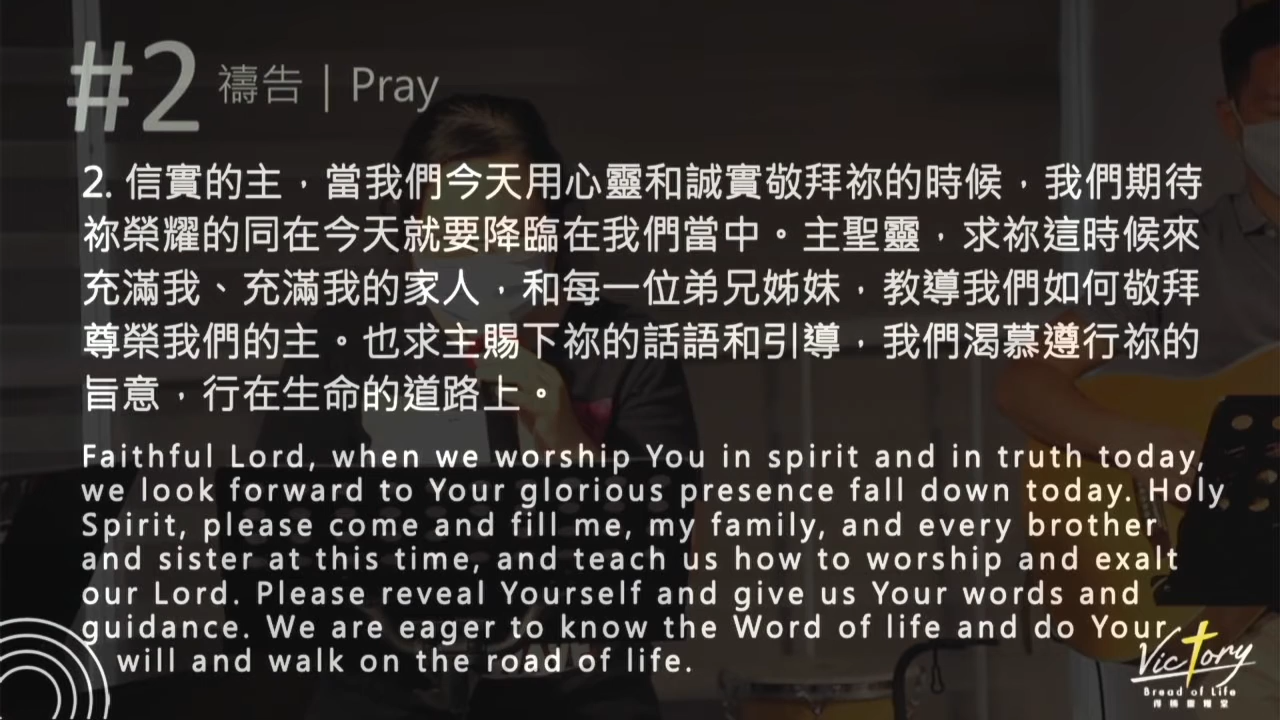 #2 禱告 | Pray
2. 信實的主，當我們今天用心靈和誠實敬拜祢的時候，我們期待
祢榮耀的同在今天就要降臨在我們當中。主聖靈，求祢這時候來
充滿我、充滿我的家人，和每一位弟兄姊妹，教導我們如何敬拜
尊榮我們的主。也求主賜下祢的話語和引導，我們渴慕遵行祢的
旨意，行在生命的道路上。
Faithful Lord, when we worship You in spirit and in truth today,
we look forward to Your glorious presence fall down today. Holy
Spirit, please come and fill me, my family, and every brother
and sister at this time, and teach us how to worship and exalt
our Lord. Please reveal Yourself and give us Your words and
guidance. We are eager to know the Word of life and do Your
will and walk on the road of life.
Victory
Bread of Life